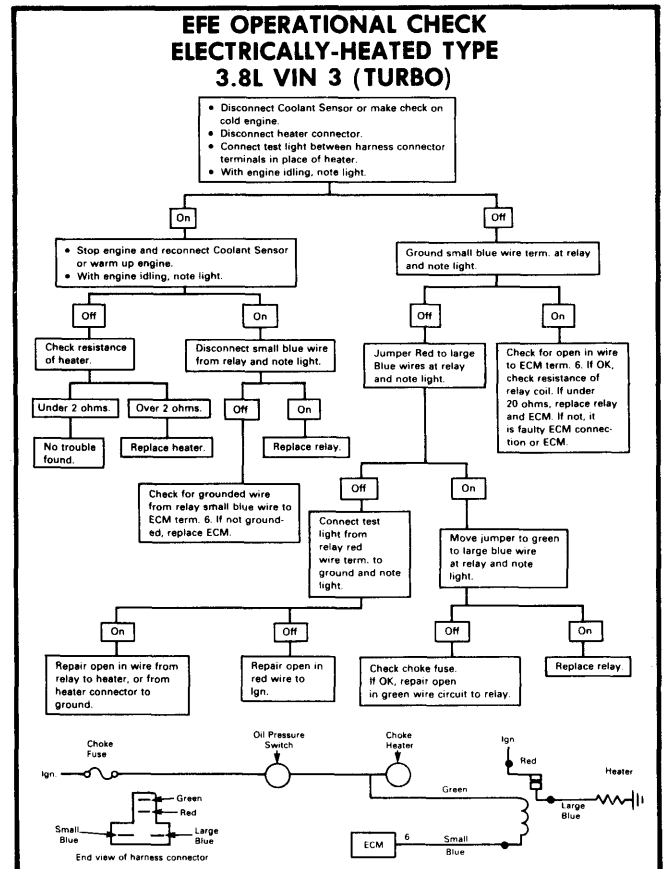 EFE OPERATIONAL CHECK
ELECTRICALLY-HEATED TYPE
3.8L VIN 3 (TURBO)
• Disconnect Coolant Sensor or make check on
cold engine.
• Disconnect heater connector.
• Connect test light between harness connector
terminals in place of heater.
• With engine idling, note light.
On
Off
• Stop engine and reconnect Coolant Sensor
or warm up engine.
• With engine idling, note light.
Ground small blue wire term. at relay
and note light.
Off
On
Off
On
Check resistance
of heater.
Disconnect small blue wire
from relay and note light.
Jumper Red to large
Blue wires at relay
and note light.
Check for open in wire
to ECM term. 6. If OK,
check resistance of
relay coil. If under
20 ohms, replace relay
and ECM. If not, it
is faulty ECM connec-
tion or ECM.
Under 2 ohms.
Over 2 ohms.
Off
On
No trouble
found.
Replace heater.
Replace relay.
Check for grounded wire
from relay small blue wire to
ECM term. 6. If not ground-
ed, replace ECM.
Off
On
Connect test
light from
relay red
wire term. to
ground and note
light.
Move jumper to green
to large blue wire
at relay and note
light.
On
Off
Off
On
Repair open in wire from
relay to heater, or from
heater connector to
ground.
Repair open in
red wire to
Ign.
Check choke fuse.
If OK, repair open
in green wire circuit to relay.
Replace relay.
Choke
Fuse
Oil Pressure
Switch
Choke
Heater
Ign
Red
Heater
Ign.
Green
Large
Blue
Green
Red
Small
Blue
Large
Blue
ECM
6
Small
Blue
End view of harness connector